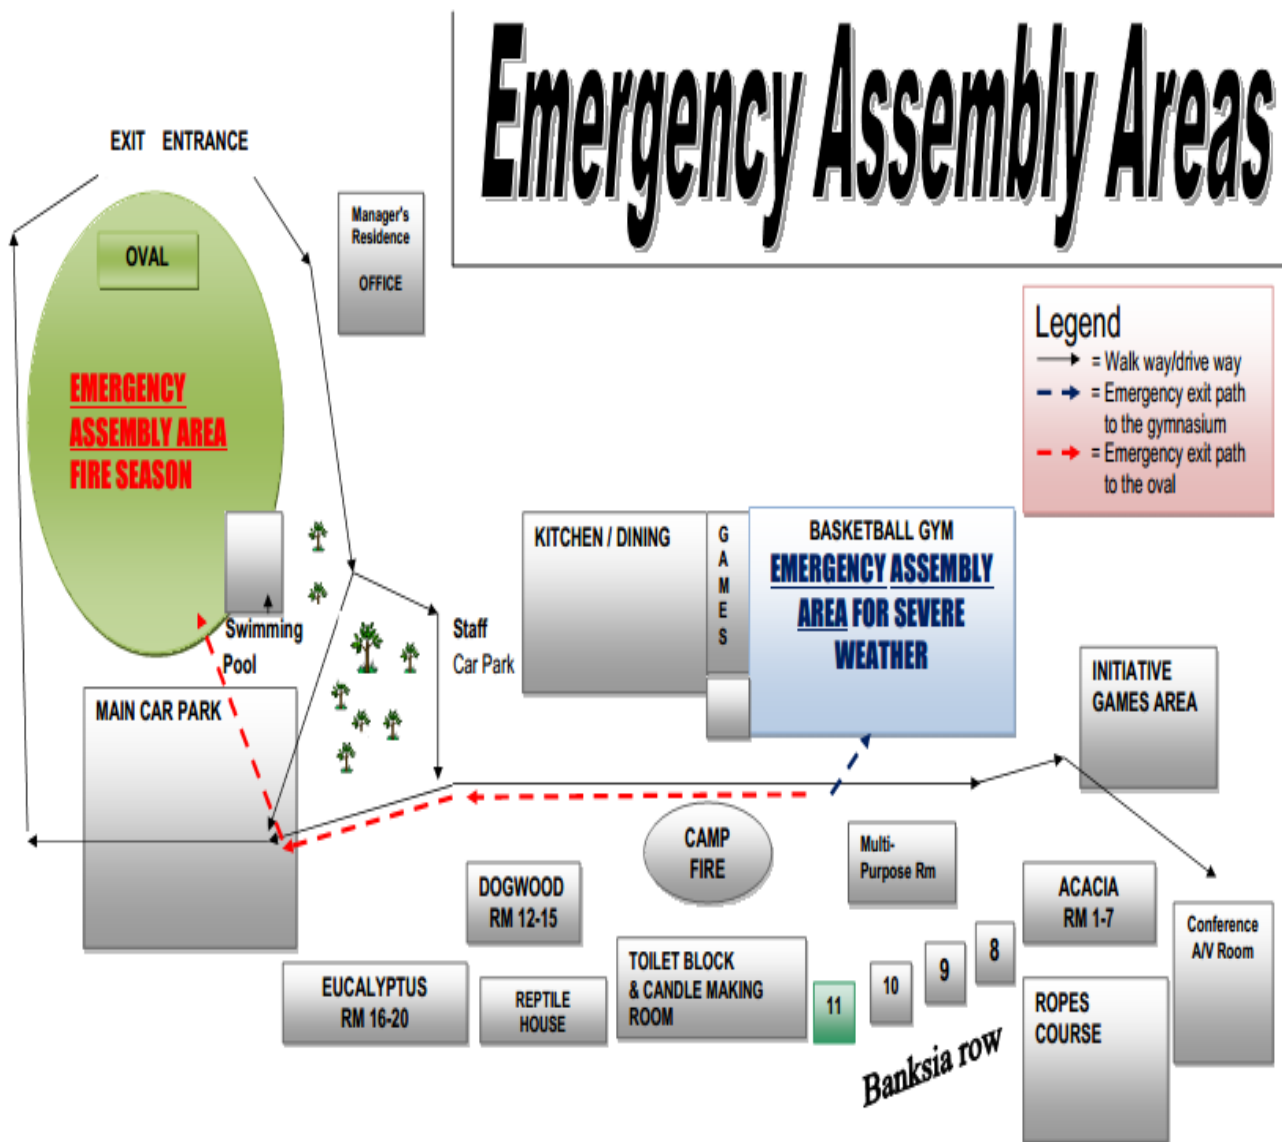 Emergency Assembly Areas
EXIT ENTRANCE
Manager's
Residence
OFFICE
OVAL
EMERGENCY
ASSEMBLY AREA
FIRE SEASON
Legend
= Walk way/drive way
= Emergency exit path
to the gymnasium
= Emergency exit path
to the oval
KITCHEN / DINING
G
A
M
E
S
BASKETBALL GYM
EMERGENCY ASSEMBLY
AREA FOR SEVERE
WEATHER
Swimming
Pool
Staff
Car Park
INITIATIVE
GAMES AREA
MAIN CAR PARK
CAMP
FIRE
Multi-
Purpose Rm
DOGWOOD
RM 12-15
ACACIA
RM 1-7
Conference
A/V Room
EUCALYPTUS
RM 16-20
REPTILE
HOUSE
TOILET BLOCK
& CANDLE MAKING
ROOM
11
10
9
8
Banksia row
ROPES
COURSE